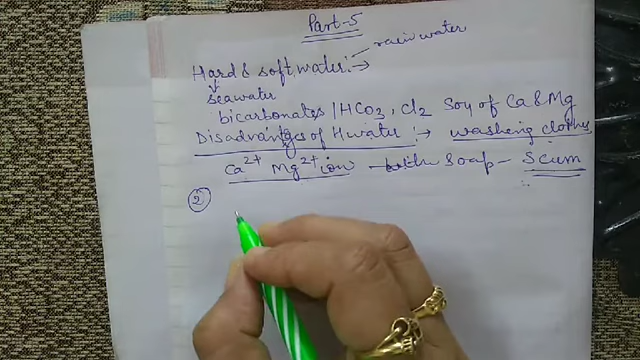 Part-5
rain water
Hard & soft water :→
seawater
bicarbonates / HCO3, Cl2 SO4 of Ca & Mg
Disadvantges of H water :→ washing clothes
Ca2+ Mg2+ ion - with Soap - Scum
2